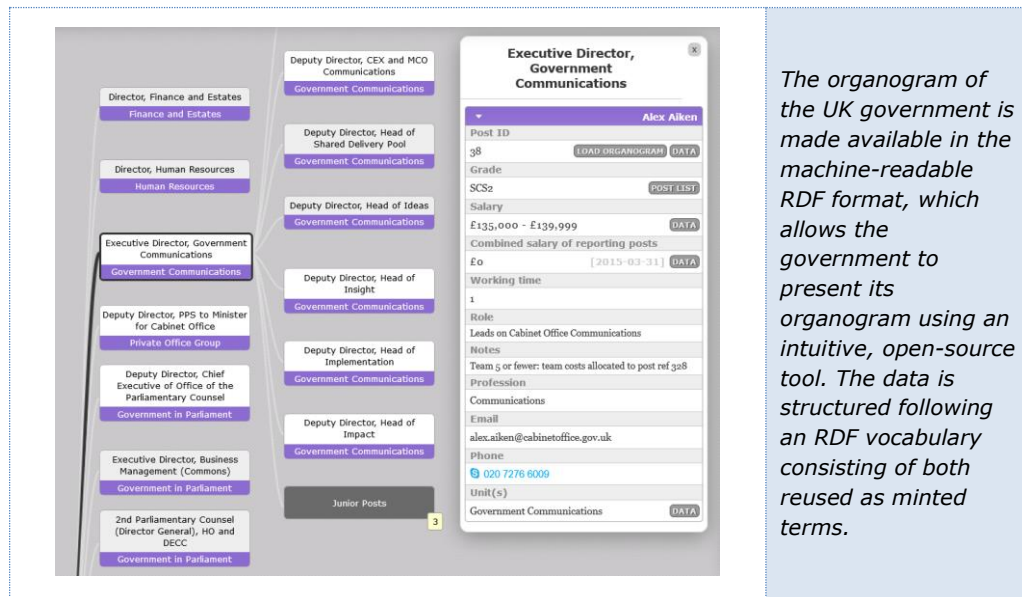 Director, Finance and Estates
Finance and Estates
Director, Human Resources
Human Resources
Executive Director, Government
Communications
Government Communications
Deputy Director, PPS to Minister
for Cabinet Office
Private Office Group
Deputy Director, Chief
Executive of Office of the
Parliamentary Counsel
Government in Parliament
Executive Director, Business
Management (Commons)
Government in Parliament
2nd Parliamentary Counsel
(Director General), HO and
DECC
Government in Parliament
Deputy Director, CEX and MCO
Communications
Government Communications
Deputy Director, Head of
Shared Delivery Pool
Government Communications
Deputy Director, Head of Ideas
Government Communications
Deputy Director, Head of
Insight
Government Communications
Deputy Director, Head of
Implementation
Government Communications
Deputy Director, Head of
Impact
Government Communications
Junior Posts
3
Executive Director,
Government
Communications
x
Alex Aiken
Post ID
38 LOAD ORGANOGRAM DATA
Grade
SCS2 POST LIST
Salary
£135,000 - £139,999 DATA
Combined salary of reporting posts
£0 [2015-03-31] DATA
Working time
1
Role
Leads on Cabinet Office Communications
Notes
Team 5 or fewer: team costs allocated to post ref 328
Profession
Communications
Email
alex.aiken@cabinetoffice.gov.uk
Phone
020 7276 6009
Unit(s)
Government Communications DATA
The organogram of
the UK government is
made available in the
machine-readable
RDF format, which
allows the
government to
present its
organogram using an
intuitive, open-source
tool. The data is
structured following
an RDF vocabulary
consisting of both
reused as minted
terms.